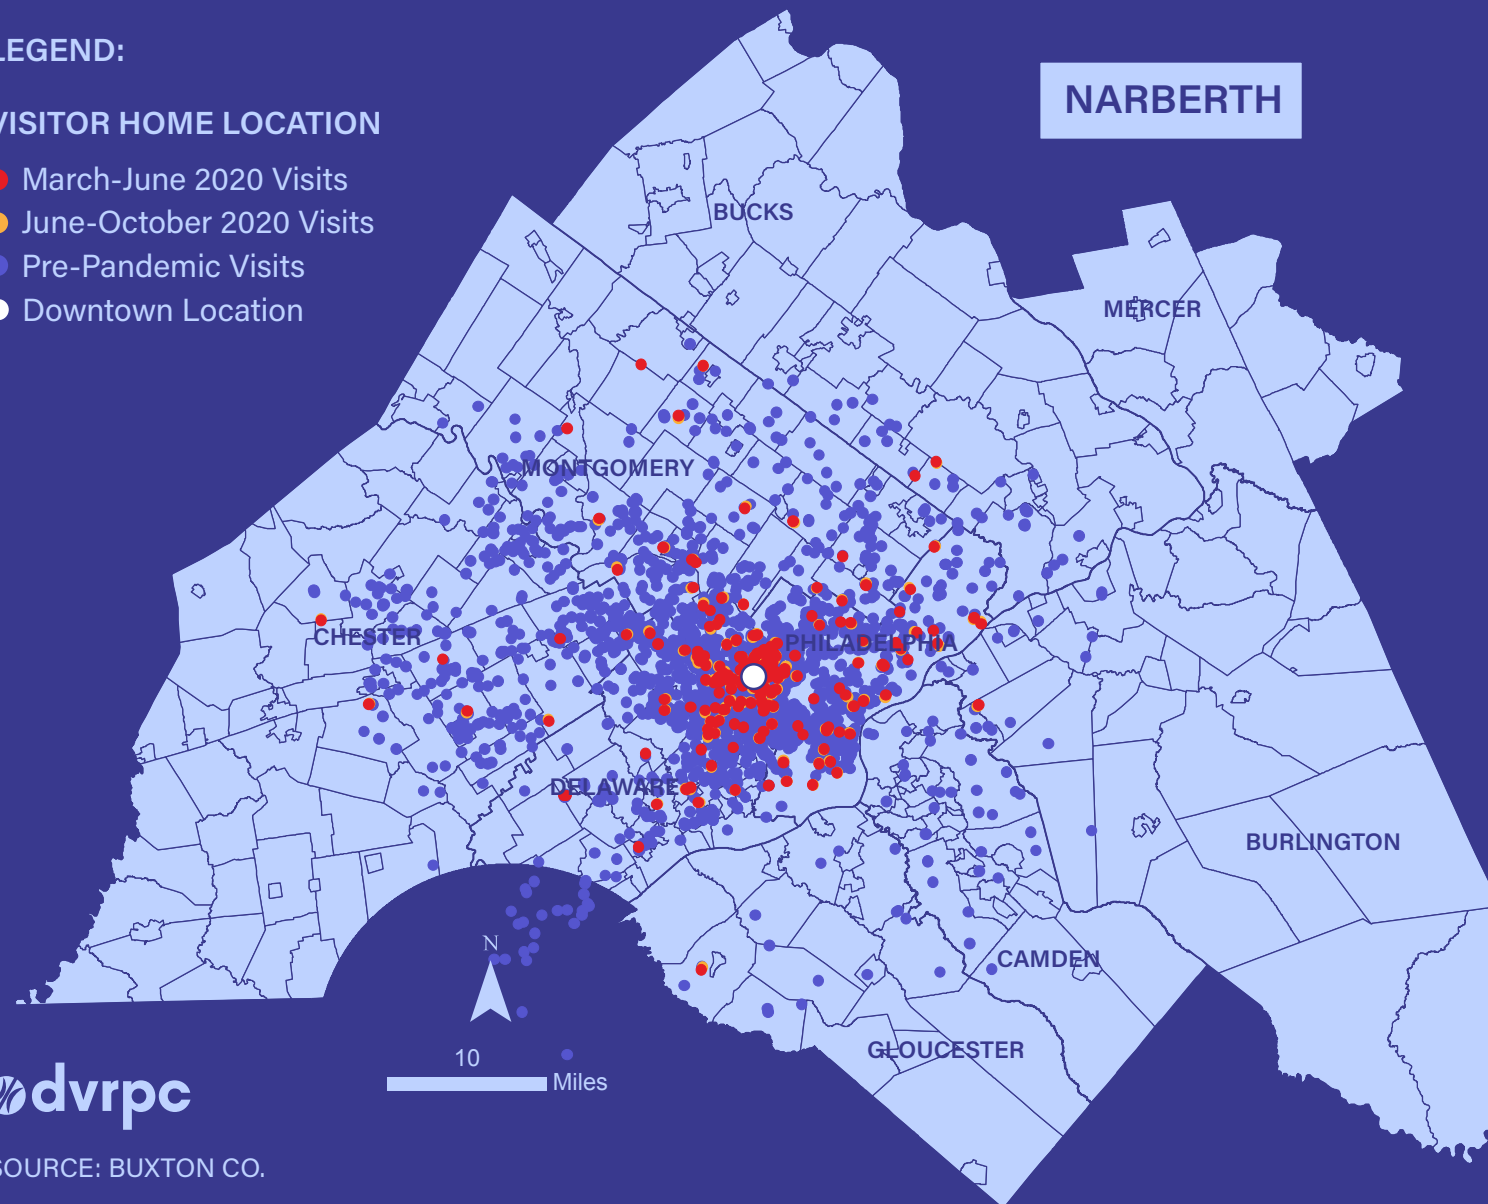 LEGEND:
VISITOR HOME LOCATION
March-June 2020 Visits
June-October 2020 Visits
Pre-Pandemic Visits
Downtown Location
NARBERTH
BUCKS
MERCER
MONTGOMERY
CHESTER
PHILADELPHIA
DELAWARE
BURLINGTON
CAMDEN
GLOUCESTER
N
10
Miles
dvrpc
SOURCE: BUXTON CO.